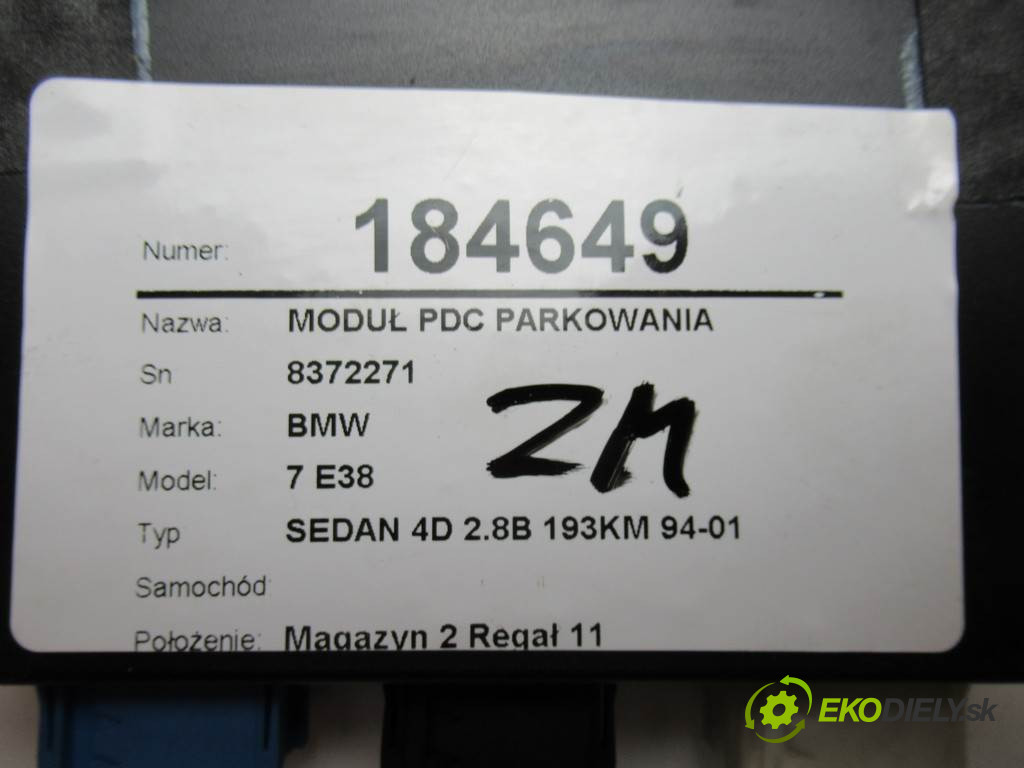 Numer: 184649
Nazwa: MODUŁ PDC PARKOWANIA
Sn 8372271
Marka: BMW
ZM
Model: 7 E38
Typ SEDAN 4D 2.8B 193KM 94-01
Samochód
Położenie: Magazyn 2 Regał 11
EKODIELY.sk